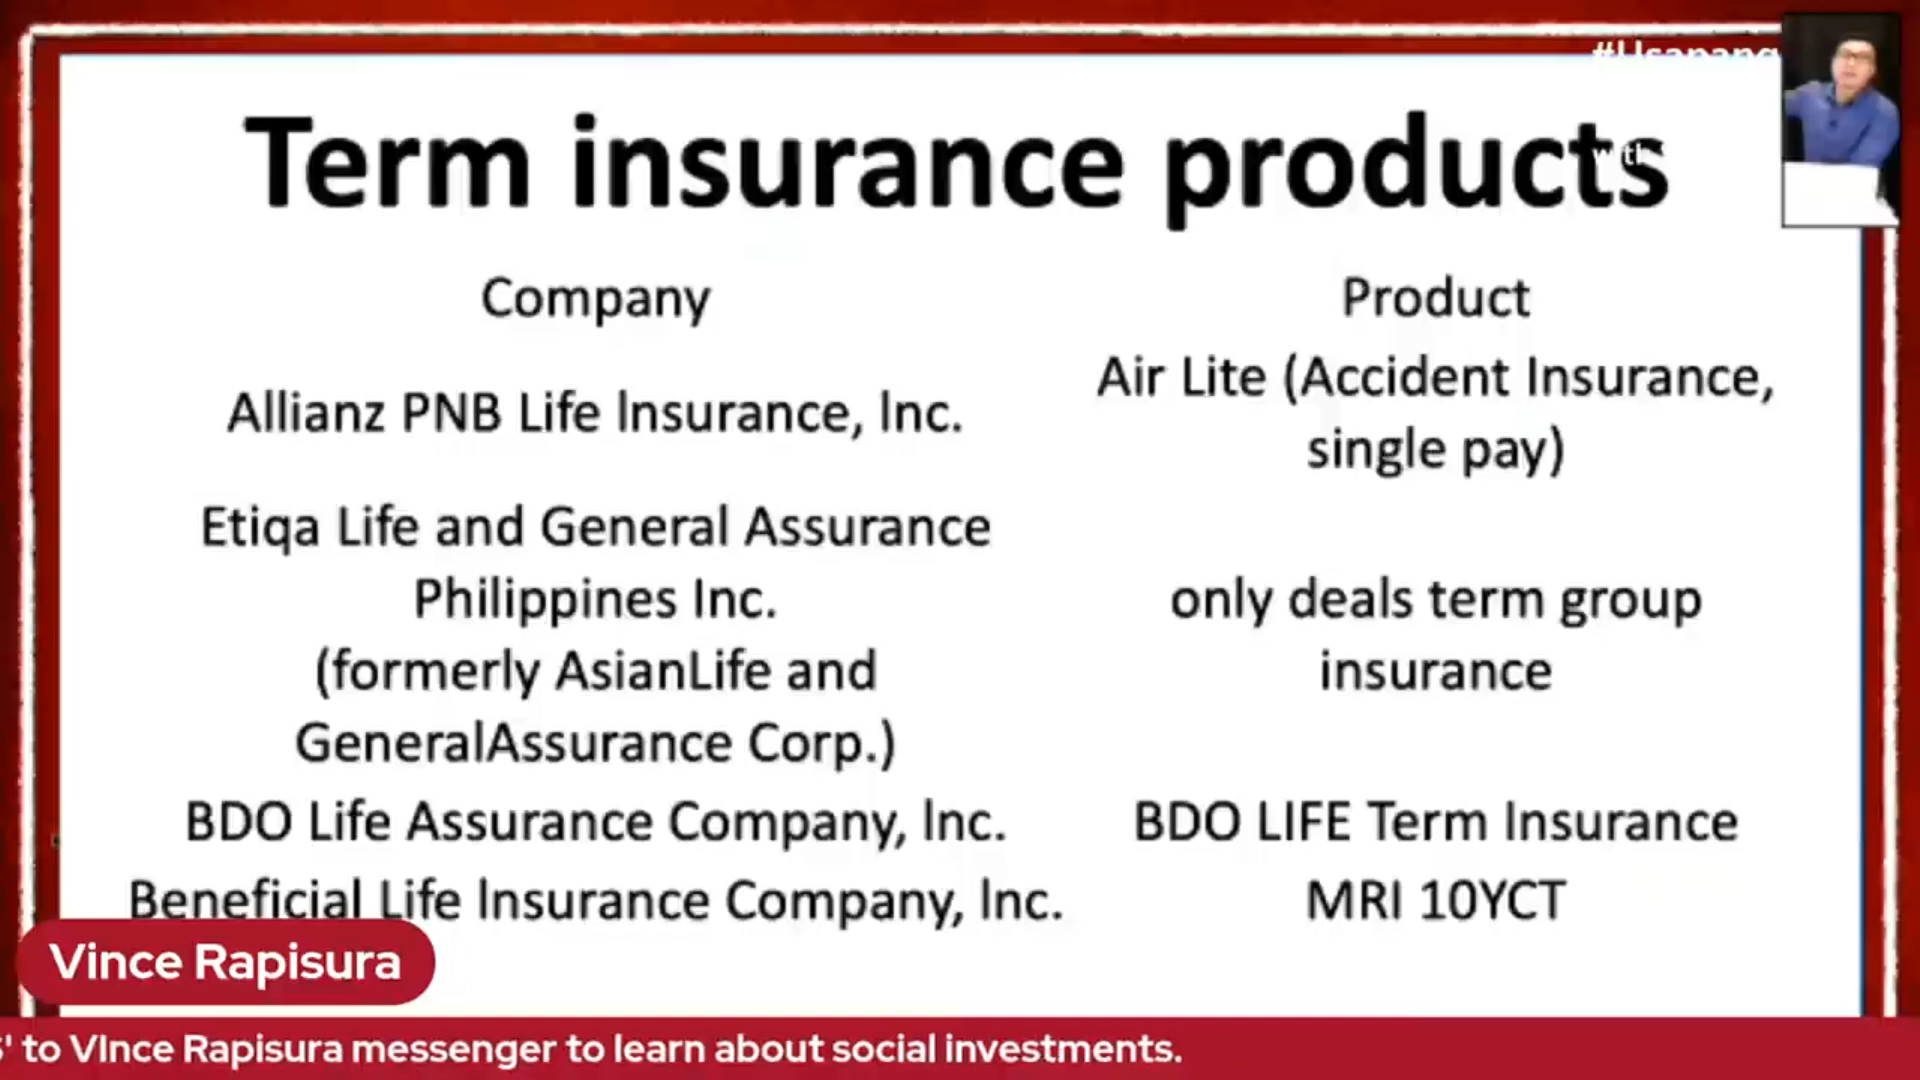 #Usapang
Term insurance products
with
Company
Product
Allianz PNB Life Insurance, Inc.
Air Lite (Accident Insurance,
single pay)
Etiqa Life and General Assurance
Philippines Inc.
(formerly AsianLife and
GeneralAssurance Corp.)
only deals term group
insurance
BDO Life Assurance Company, Inc.
BDO LIFE Term Insurance
Beneficial Life Insurance Company, Inc.
MRI 10YCT
Vince Rapisura
' to VInce Rapisura messenger to learn about social investments.